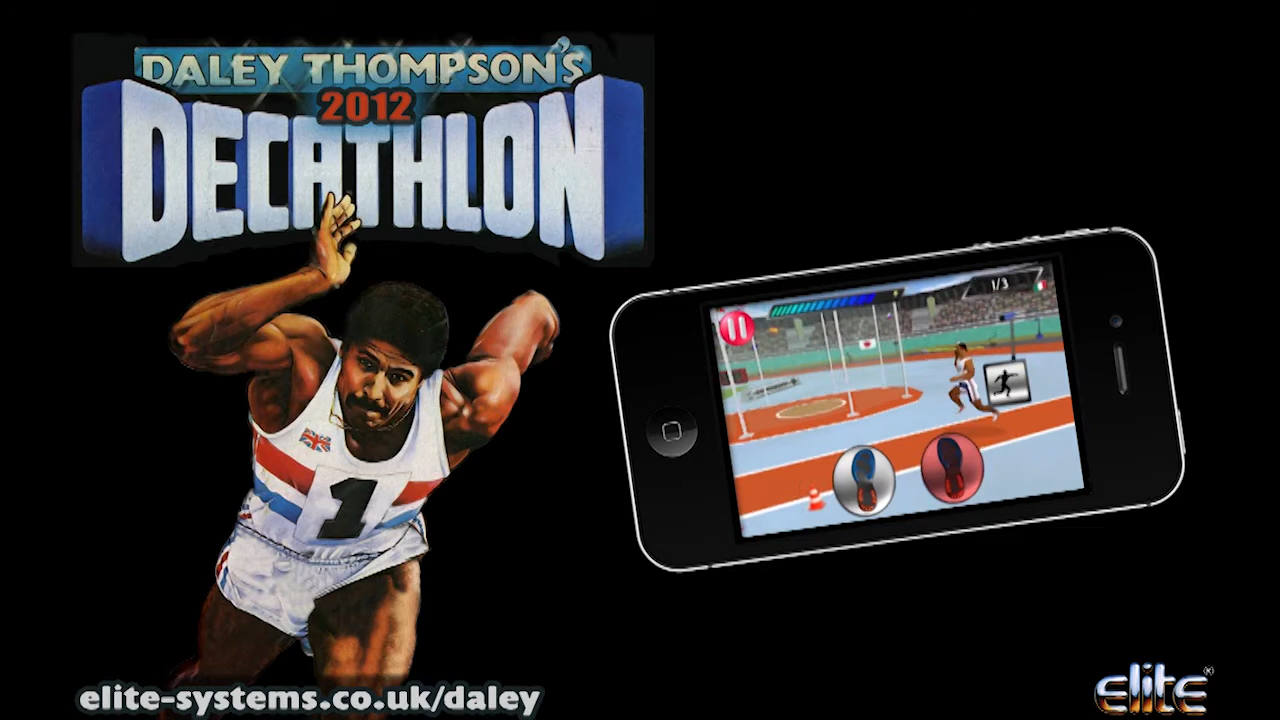 DALEY THOMPSON'S
2012
DECATHLON
1/3
1
elite-systems.co.uk/daley
elite®